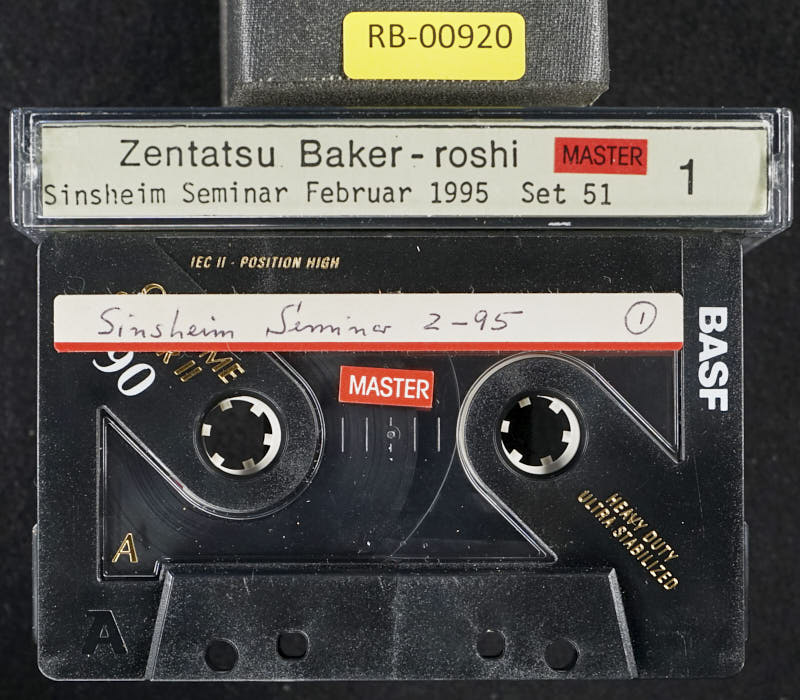 RB-00920
Zentatsu Baker-roshi MASTER 1
Sinsheim Seminar Februar 1995 Set 51
IEC II · POSITION HIGH
Sinsheim Seminar 2-95 1
90
MASTER
BASF
HEAVY DUTY
ULTRA STABILIZED
A
A